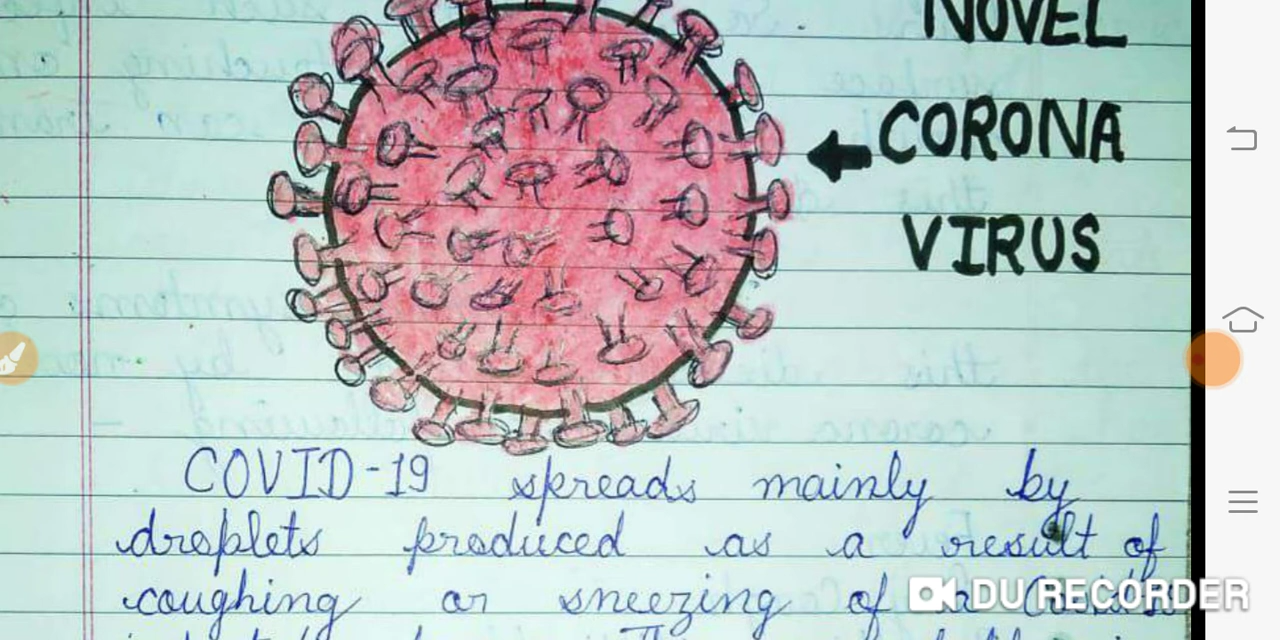 NOVEL
CORONA
VIRUS
COVID-19 spreads mainly by
droplets produced as a result of
coughing or sneezing of a
DU RECORDER